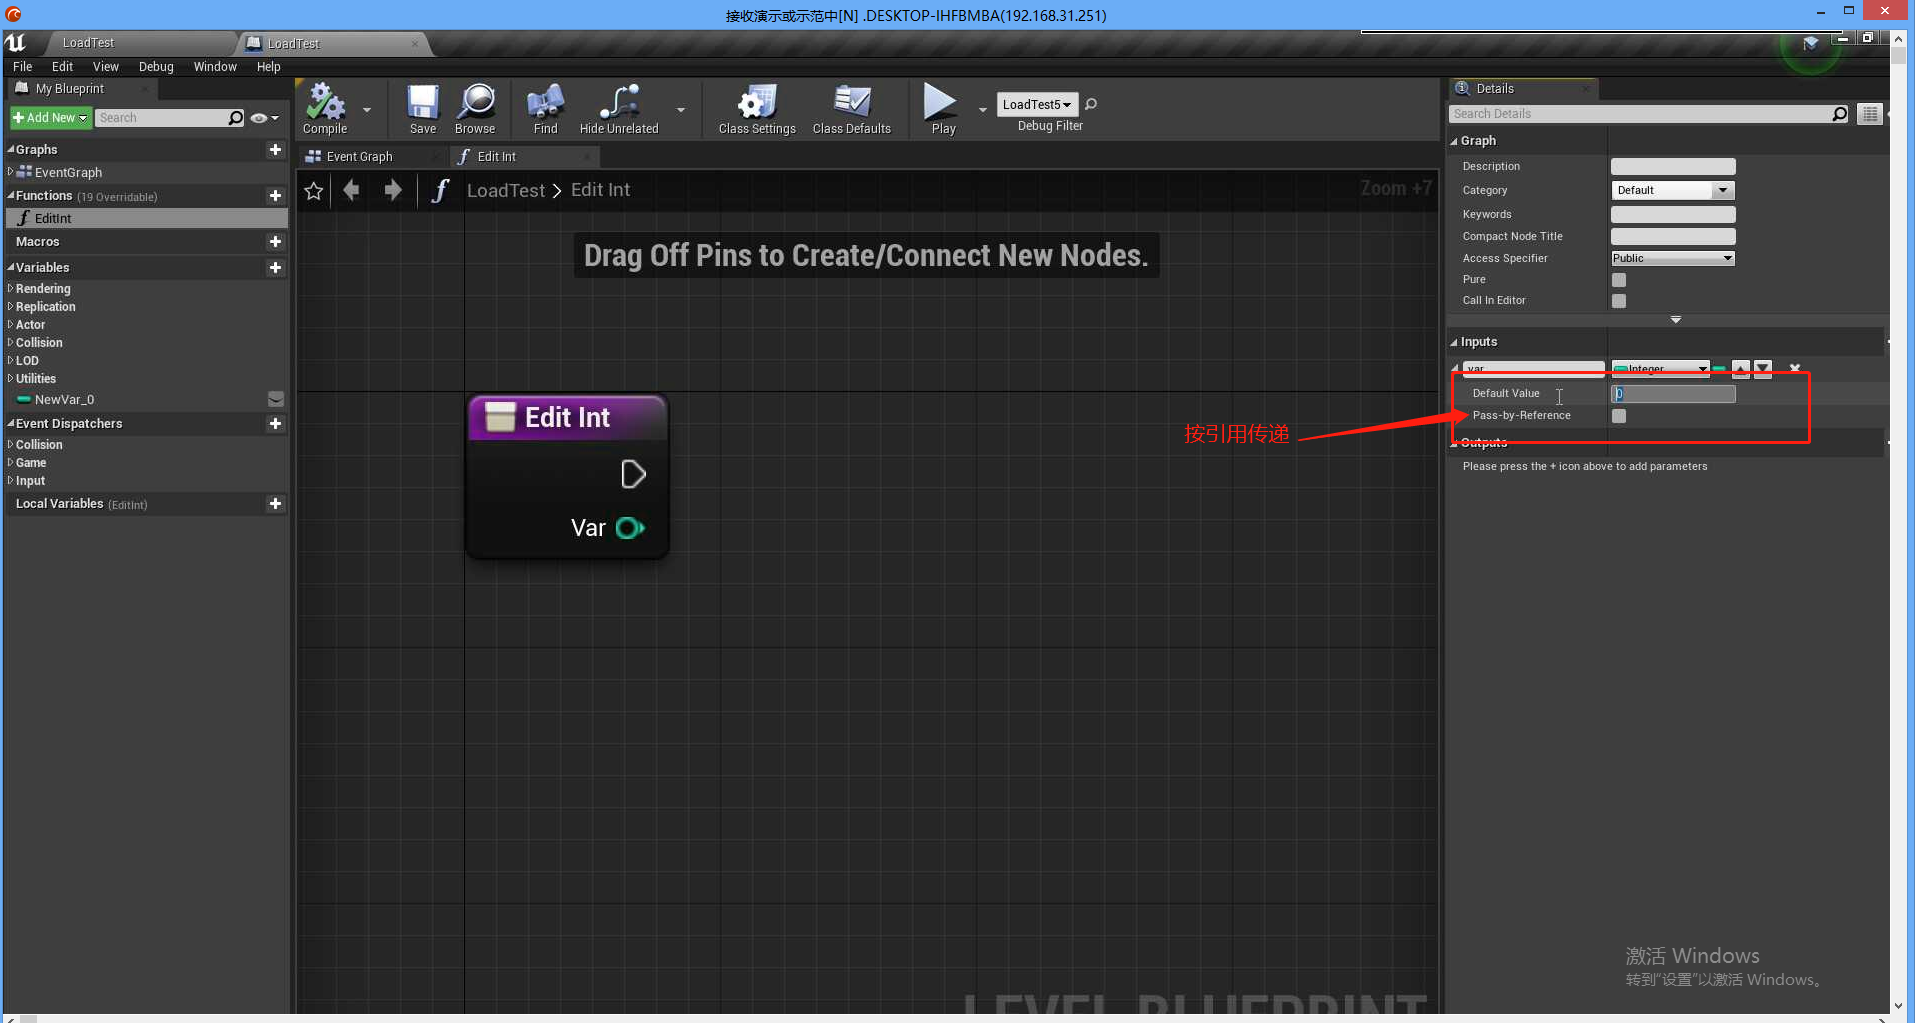 接收演示或示范中[N] .DESKTOP-IHFBMBA(192.168.31.251)
LoadTest
LoadTest
File Edit View Debug Window Help
My Blueprint
Add New
Search
Graphs
EventGraph
Functions (19 Overridable)
EditInt
Macros
Variables
Rendering
Replication
Actor
Collision
LOD
Utilities
NewVar_0
Event Dispatchers
Collision
Game
Input
Local Variables (EditInt)
Compile
Save
Browse
Find
Hide Unrelated
Class Settings
Class Defaults
Play
LoadTest5
Debug Filter
Event Graph
Edit Int
LoadTest > Edit Int
Zoom +7
Drag Off Pins to Create/Connect New Nodes.
Edit Int
Var
按引用传递
LEVEL BLUEPRINT
Details
Search Details
Graph
Description
Category Default
Keywords
Compact Node Title
Access Specifier Public
Pure
Call In Editor
Inputs
var Integer
Default Value 0
Pass-by-Reference
Outputs
Please press the + icon above to add parameters
激活 Windows
转到“设置”以激活 Windows。